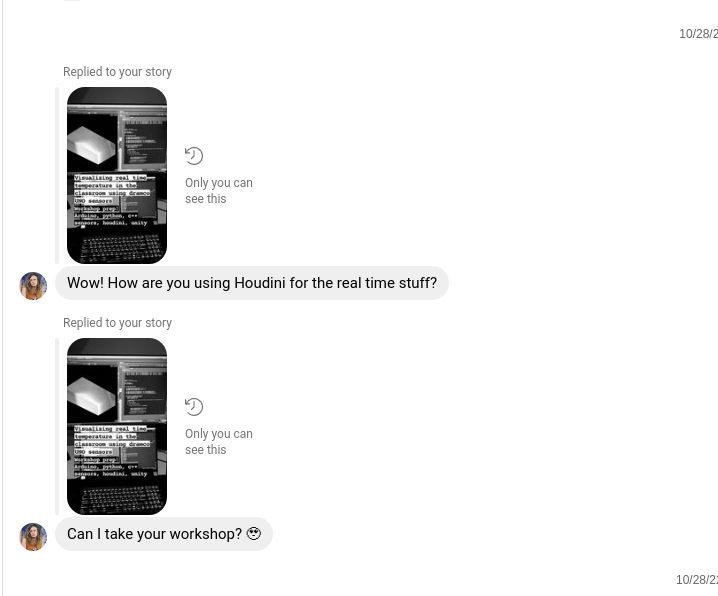 10/28/2
Replied to your story
Visualizing real time
temperature in the
classroom using dramco
UNO sensors
Workshop prep:
Arduino, python, c++
sensors, houdini, unity
Only you can
see this
Wow! How are you using Houdini for the real time stuff?
Replied to your story
Visualizing real time
temperature in the
classroom using dramco
UNO sensors
Workshop prep:
Arduino, python, c++
sensors, houdini, unity
Only you can
see this
Can I take your workshop? 🥹
10/28/22